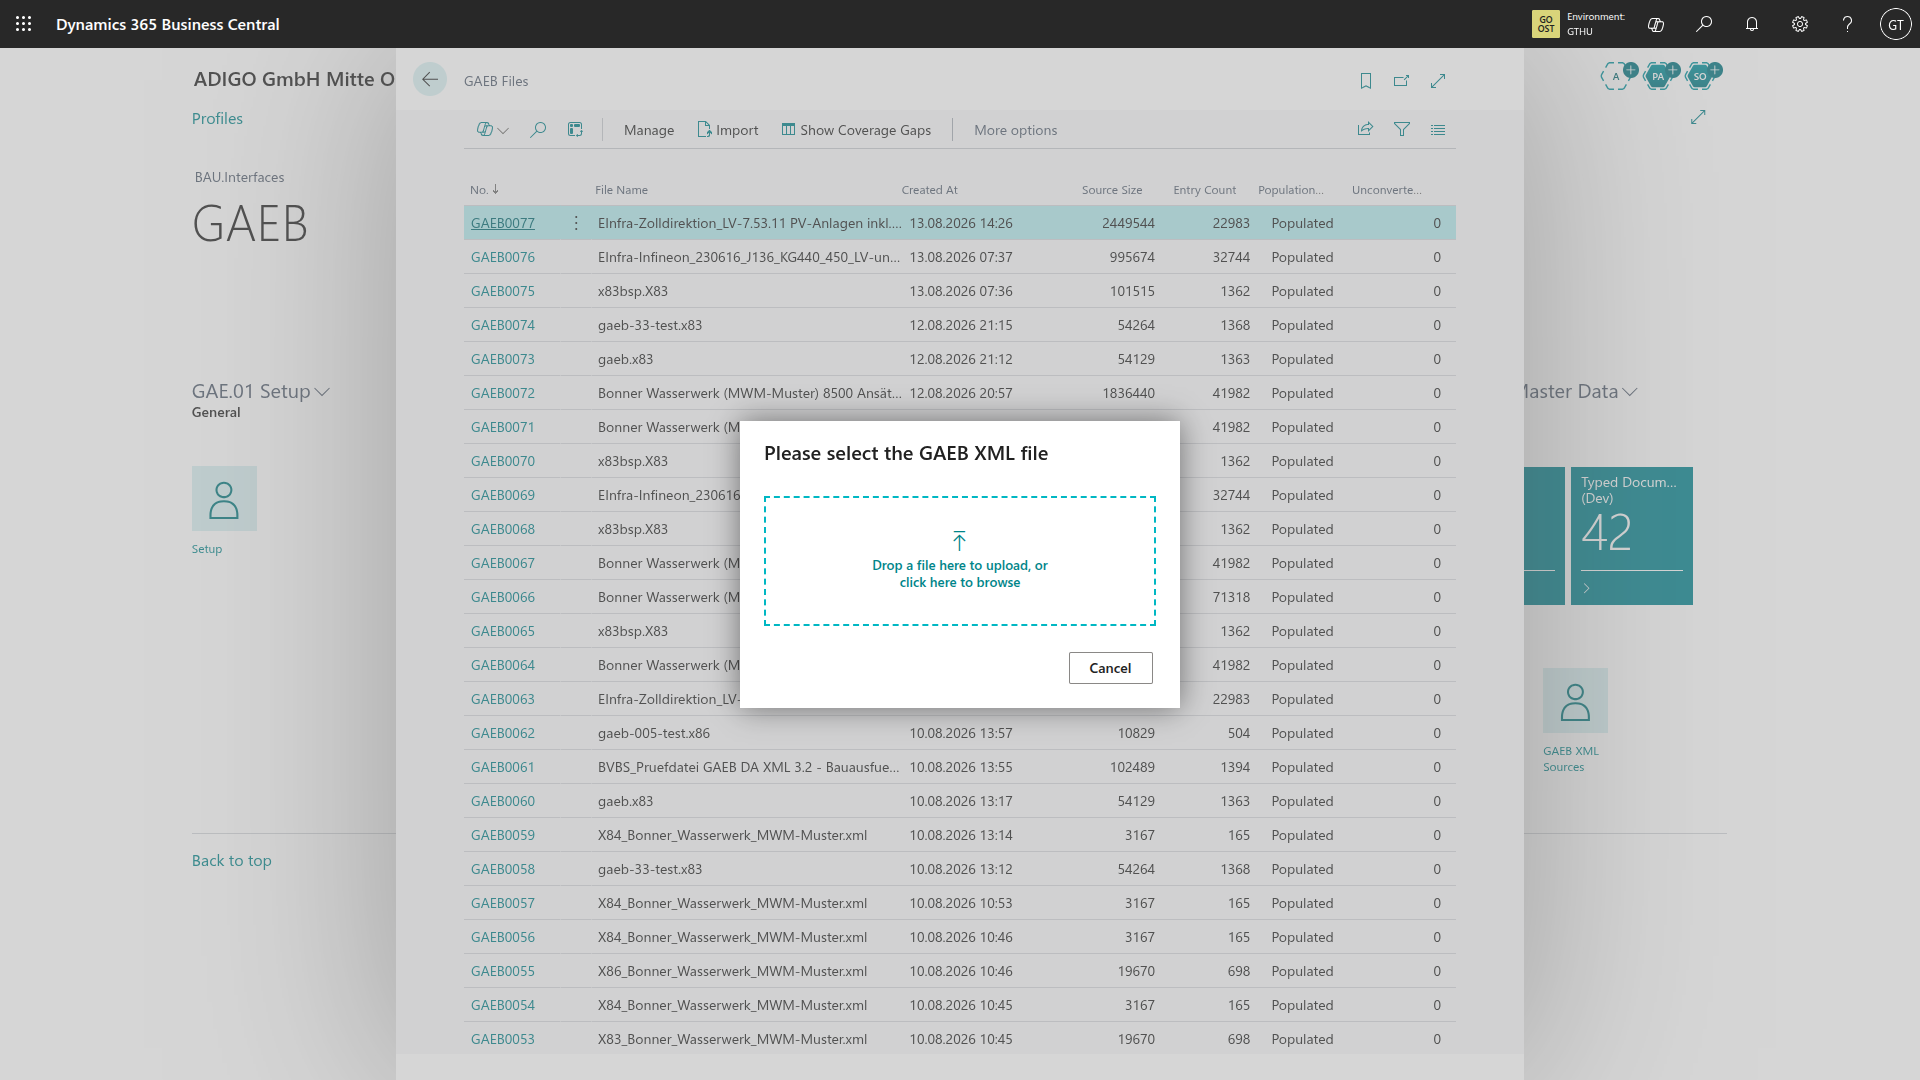 Dynamics 365 Business Central
GO OST
Environment:
GTHU
GT
ADIGO GmbH Mitte O
Profiles
BAU.Interfaces
GAEB
GAE.01 Setup
General
Setup
Back to top
GAEB Files
Manage
Import
Show Coverage Gaps
More options
No. File Name Created At Source Size Entry Count Population... Unconverte...
GAEB0077 EInfra-Zolldirektion_LV-7.53.11 PV-Anlagen inkl.... 13.08.2026 14:26 2449544 22983 Populated 0
GAEB0076 EInfra-Infineon_230616_J136_KG440_450_LV-un... 13.08.2026 07:37 995674 32744 Populated 0
GAEB0075 x83bsp.X83 13.08.2026 07:36 101515 1362 Populated 0
GAEB0074 gaeb-33-test.x83 12.08.2026 21:15 54264 1368 Populated 0
GAEB0073 gaeb.x83 12.08.2026 21:12 54129 1363 Populated 0
GAEB0072 Bonner Wasserwerk (MWM-Muster) 8500 Ansät... 12.08.2026 20:57 1836440 41982 Populated 0
GAEB0071 Bonner Wasserwerk (M 41982 Populated 0
GAEB0070 x83bsp.X83 1362 Populated 0
GAEB0069 EInfra-Infineon_230616 32744 Populated 0
GAEB0068 x83bsp.X83 1362 Populated 0
GAEB0067 Bonner Wasserwerk (M 41982 Populated 0
GAEB0066 Bonner Wasserwerk (M 71318 Populated 0
GAEB0065 x83bsp.X83 1362 Populated 0
GAEB0064 Bonner Wasserwerk (M 41982 Populated 0
GAEB0063 EInfra-Zolldirektion_LV- 22983 Populated 0
GAEB0062 gaeb-005-test.x86 10.08.2026 13:57 10829 504 Populated 0
GAEB0061 BVBS_Pruefdatei GAEB DA XML 3.2 - Bauausfue... 10.08.2026 13:55 102489 1394 Populated 0
GAEB0060 gaeb.x83 10.08.2026 13:17 54129 1363 Populated 0
GAEB0059 X84_Bonner_Wasserwerk_MWM-Muster.xml 10.08.2026 13:14 3167 165 Populated 0
GAEB0058 gaeb-33-test.x83 10.08.2026 13:12 54264 1368 Populated 0
GAEB0057 X84_Bonner_Wasserwerk_MWM-Muster.xml 10.08.2026 10:53 3167 165 Populated 0
GAEB0056 X84_Bonner_Wasserwerk_MWM-Muster.xml 10.08.2026 10:46 3167 165 Populated 0
GAEB0055 X86_Bonner_Wasserwerk_MWM-Muster.xml 10.08.2026 10:46 19670 698 Populated 0
GAEB0054 X84_Bonner_Wasserwerk_MWM-Muster.xml 10.08.2026 10:45 3167 165 Populated 0
GAEB0053 X83_Bonner_Wasserwerk_MWM-Muster.xml 10.08.2026 10:45 19670 698 Populated 0
Please select the GAEB XML file
Drop a file here to upload, or
click here to browse
Cancel
A
PA
SO
Master Data
Typed Docum...
(Dev)
42
GAEB XML
Sources